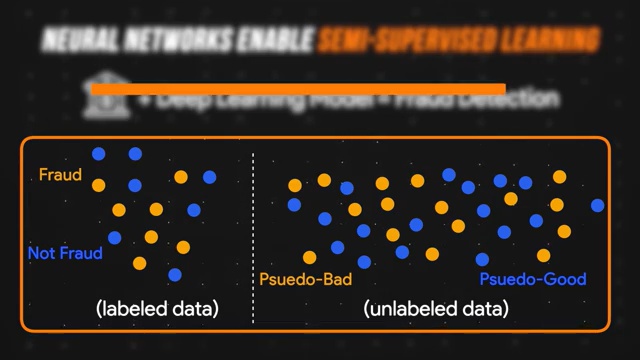 NEURAL NETWORKS ENABLE SEMI-SUPERVISED LEARNING
+ Deep Learning Model = Fraud Detection
Fraud
Not Fraud
Psuedo-Bad
Psuedo-Good
(labeled data)
(unlabeled data)